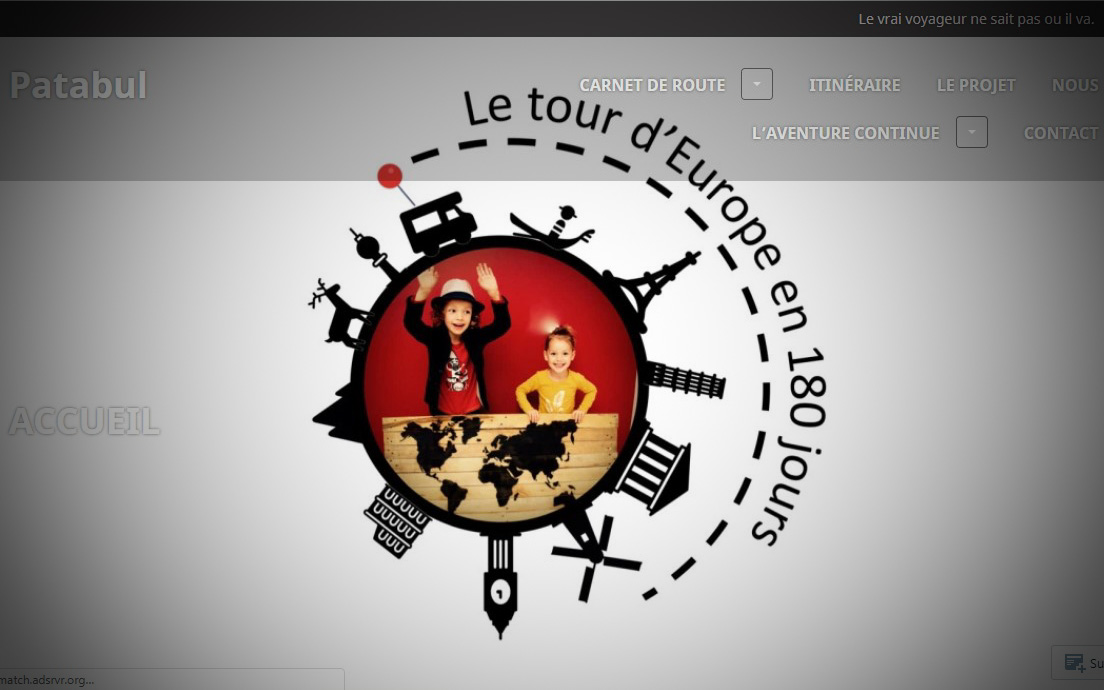 Le vrai voyageur ne sait pas ou il va.
Patabul
CARNET DE ROUTE
ITINÉRAIRE
LE PROJET
NOUS
L'AVENTURE CONTINUE
CONTACT
Le tour d'Europe en 180 jours
ACCUEIL
match.adsrvr.org...
Su